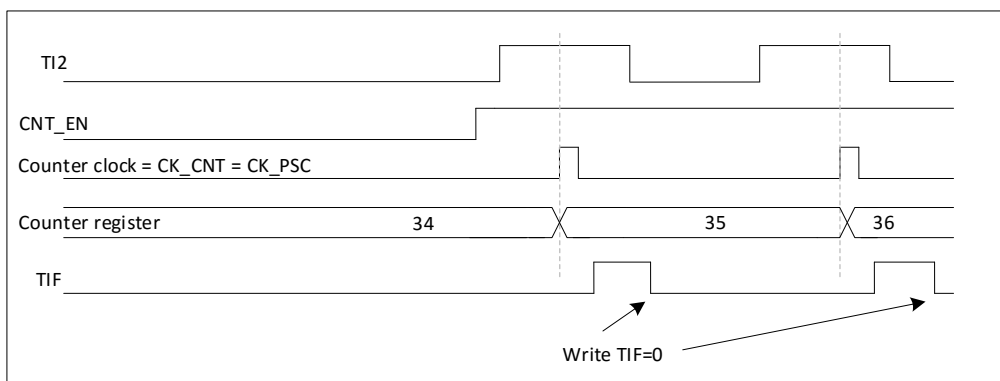 TI2
CNT_EN
Counter clock = CK_CNT = CK_PSC
Counter register 34 35 36
TIF
Write TIF=0